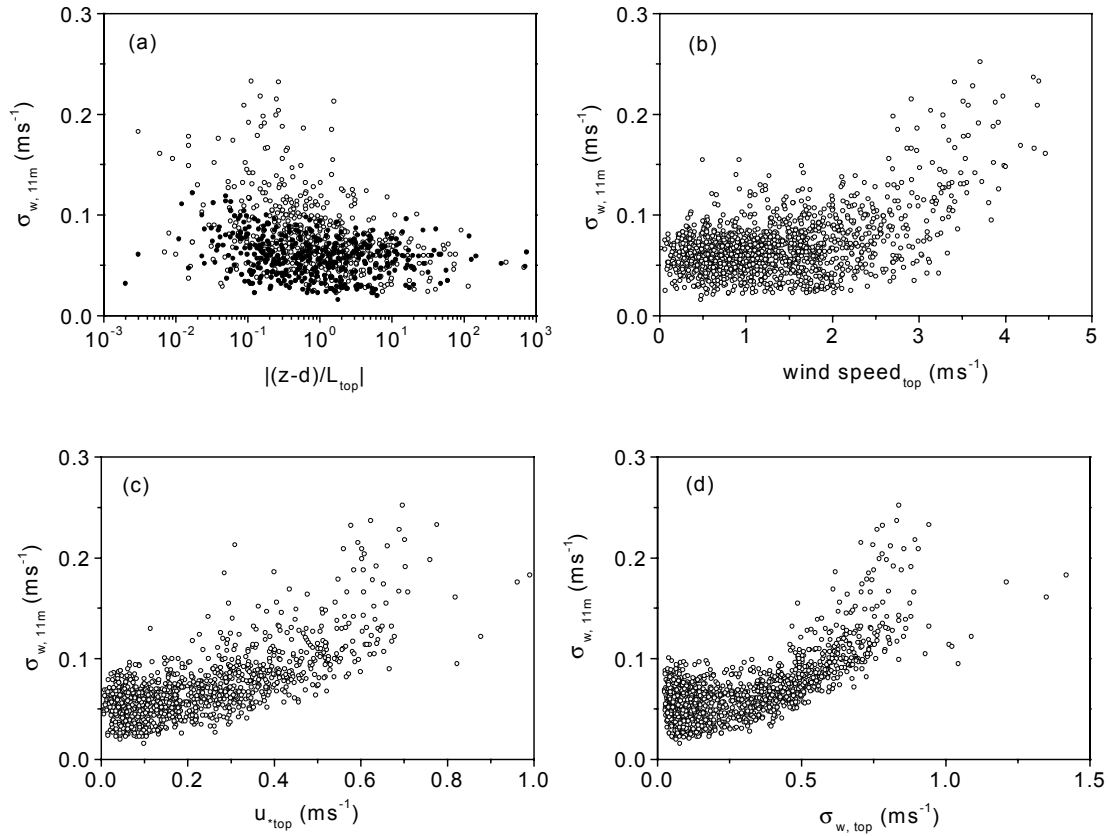 (a)
0.3
0.2
0.1
0.0
σw, 11m (ms-1)
10-3 10-2 10-1 100 101 102 103
|(z-d)/Ltop|
(b)
0.3
0.2
0.1
0.0
σw, 11m (ms-1)
0 1 2 3 4 5
wind speedtop (ms-1)
(c)
0.3
0.2
0.1
0.0
σw, 11m (ms-1)
0.0 0.2 0.4 0.6 0.8 1.0
u*top (ms-1)
(d)
0.3
0.2
0.1
0.0
σ w, 11m (ms-1)
0.0 0.5 1.0 1.5
σw, top (ms-1)